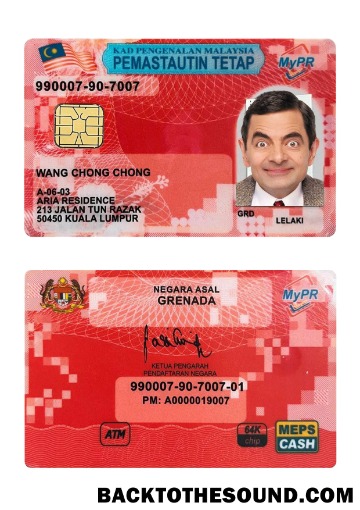 KAD PENGENALAN MALAYSIA
PEMASTAUTIN TETAP
MyPR
990007-90-7007
WANG CHONG CHONG
A-06-03
ARIA RESIDENCE
213 JALAN TUN RAZAK
50450 KUALA LUMPUR
GRD
LELAKI
NEGARA ASAL
GRENADA
MyPR
KETUA PENGARAH
PENDAFTARAN NEGARA
990007-90-7007-01
PM: A0000019007
ATM
64K
chip
MEPS
CASH
BACKTOTHESOUND.COM